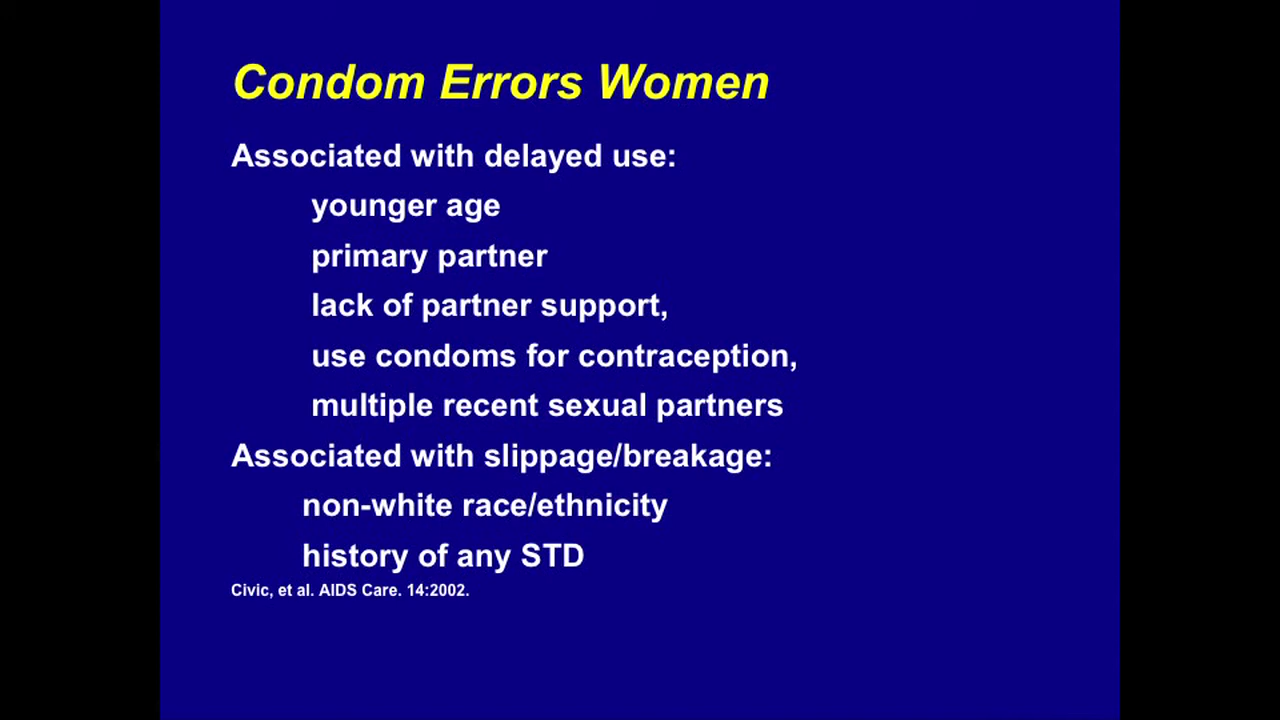 Condom Errors Women
Associated with delayed use:
younger age
primary partner
lack of partner support,
use condoms for contraception,
multiple recent sexual partners
Associated with slippage/breakage:
non-white race/ethnicity
history of any STD
Civic, et al. AIDS Care. 14:2002.